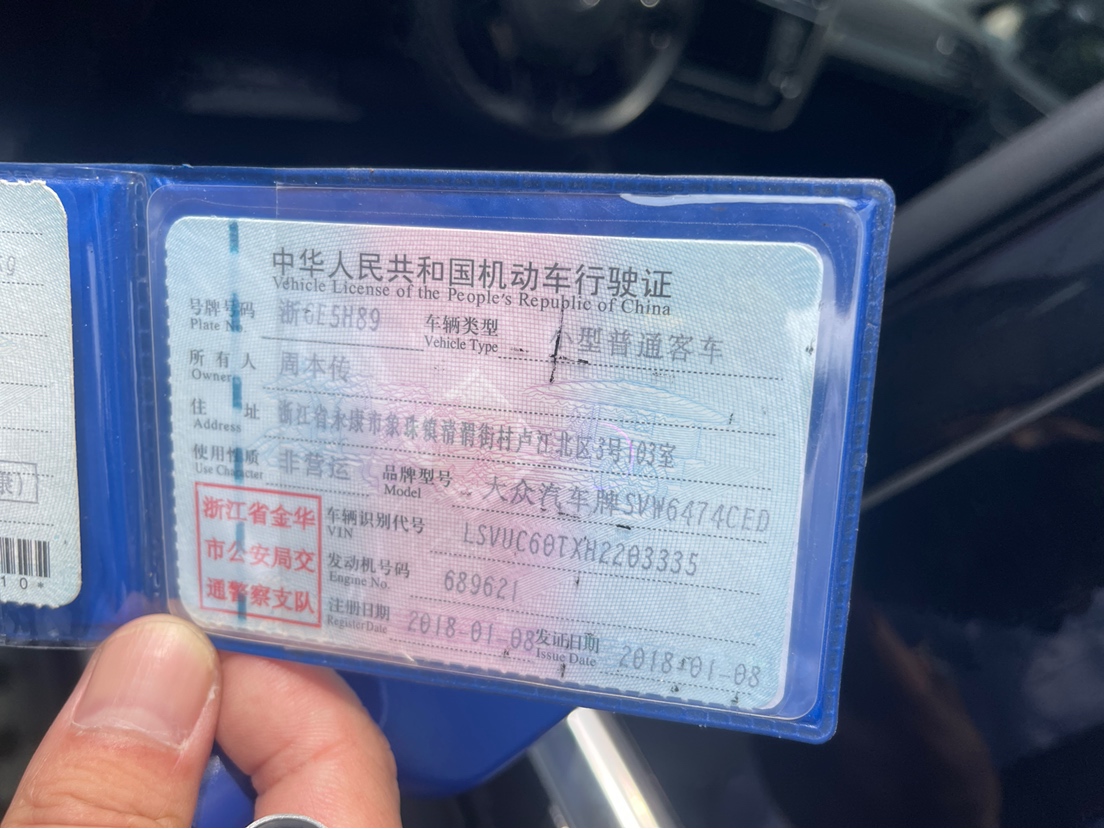 中华人民共和国机动车行驶证
Vehicle License of the People's Republic of China
号牌号码 浙GE5H89 车辆类型 小型普通客车
Plate No. Vehicle Type
所有人 周本传
Owner
住址 浙江省永康市象珠镇清渭街村卢江北区3号103室
Address
使用性质 非营运 品牌型号 大众汽车牌SVW6474CED
Use Character Model
浙江省金华
市公安局交
通警察支队
车辆识别代号 LSVUC60TXH2203335
VIN
发动机号码 689621
Engine No.
注册日期 2018-01-08 发证日期 2018-01-08
Register Date Issue Date
10*